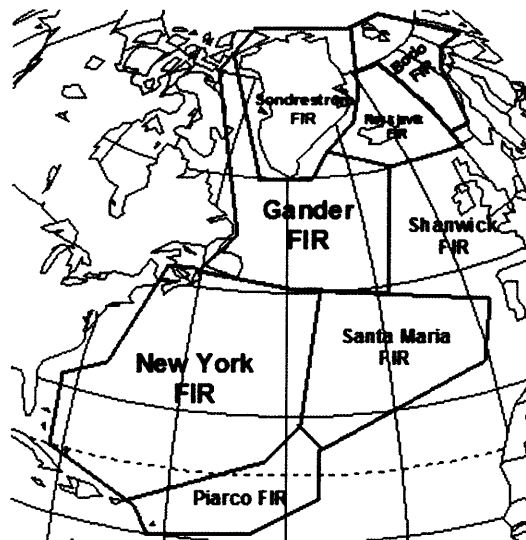 Bodo
FIR
Sondrestrom
FIR
Reykjavik
FIR
Gander
FIR
Shanwick
FIR
Santa Maria
FIR
New York
FIR
Piarco FIR